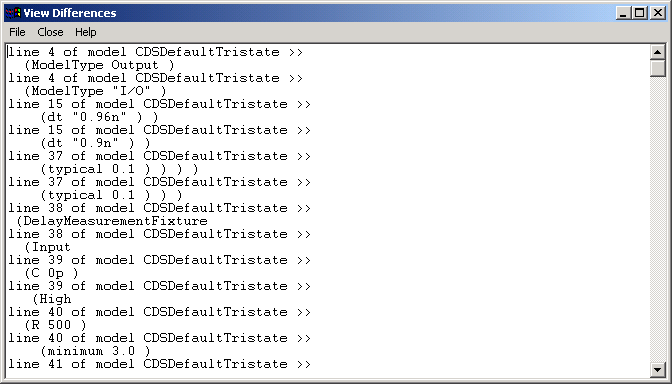 View Differences
File Close Help
line 4 of model CDSDefaultTristate >>
(ModelType Output )
line 4 of model CDSDefaultTristate >>
(ModelType "I/O" )
line 15 of model CDSDefaultTristate >>
(dt "0.96n" ) )
line 15 of model CDSDefaultTristate >>
(dt "0.9n" ) )
line 37 of model CDSDefaultTristate >>
(typical 0.1 ) ) ) )
line 37 of model CDSDefaultTristate >>
(typical 0.1 ) ) )
line 38 of model CDSDefaultTristate >>
(DelayMeasurementFixture
line 38 of model CDSDefaultTristate >>
(Input
line 39 of model CDSDefaultTristate >>
(C 0p )
line 39 of model CDSDefaultTristate >>
(High
line 40 of model CDSDefaultTristate >>
(R 500 )
line 40 of model CDSDefaultTristate >>
(minimum 3.0 )
line 41 of model CDSDefaultTristate >>